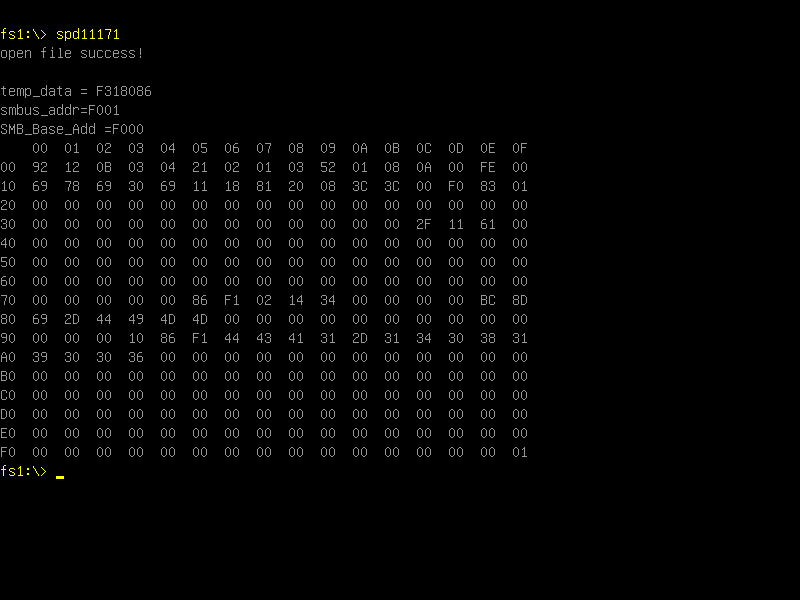 fs1:\> spd11171
open file success!
temp_data = F318086
smbus_addr=F001
SMB_Base_Add =F000
00 01 02 03 04 05 06 07 08 09 0A 0B 0C 0D 0E 0F
00 92 12 0B 03 04 21 02 01 03 52 01 08 0A 00 FE 00
10 69 78 69 30 69 11 18 81 20 08 3C 3C 00 F0 83 01
20 00 00 00 00 00 00 00 00 00 00 00 00 00 00 00 00
30 00 00 00 00 00 00 00 00 00 00 00 00 2F 11 61 00
40 00 00 00 00 00 00 00 00 00 00 00 00 00 00 00 00
50 00 00 00 00 00 00 00 00 00 00 00 00 00 00 00 00
60 00 00 00 00 00 00 00 00 00 00 00 00 00 00 00 00
70 00 00 00 00 00 86 F1 02 14 34 00 00 00 00 BC 8D
80 69 2D 44 49 4D 4D 00 00 00 00 00 00 00 00 00 00
90 00 00 00 10 86 F1 44 43 41 31 2D 31 34 30 38 31
A0 39 30 30 36 00 00 00 00 00 00 00 00 00 00 00 00
B0 00 00 00 00 00 00 00 00 00 00 00 00 00 00 00 00
C0 00 00 00 00 00 00 00 00 00 00 00 00 00 00 00 00
D0 00 00 00 00 00 00 00 00 00 00 00 00 00 00 00 00
E0 00 00 00 00 00 00 00 00 00 00 00 00 00 00 00 00
F0 00 00 00 00 00 00 00 00 00 00 00 00 00 00 00 01
fs1:\> _